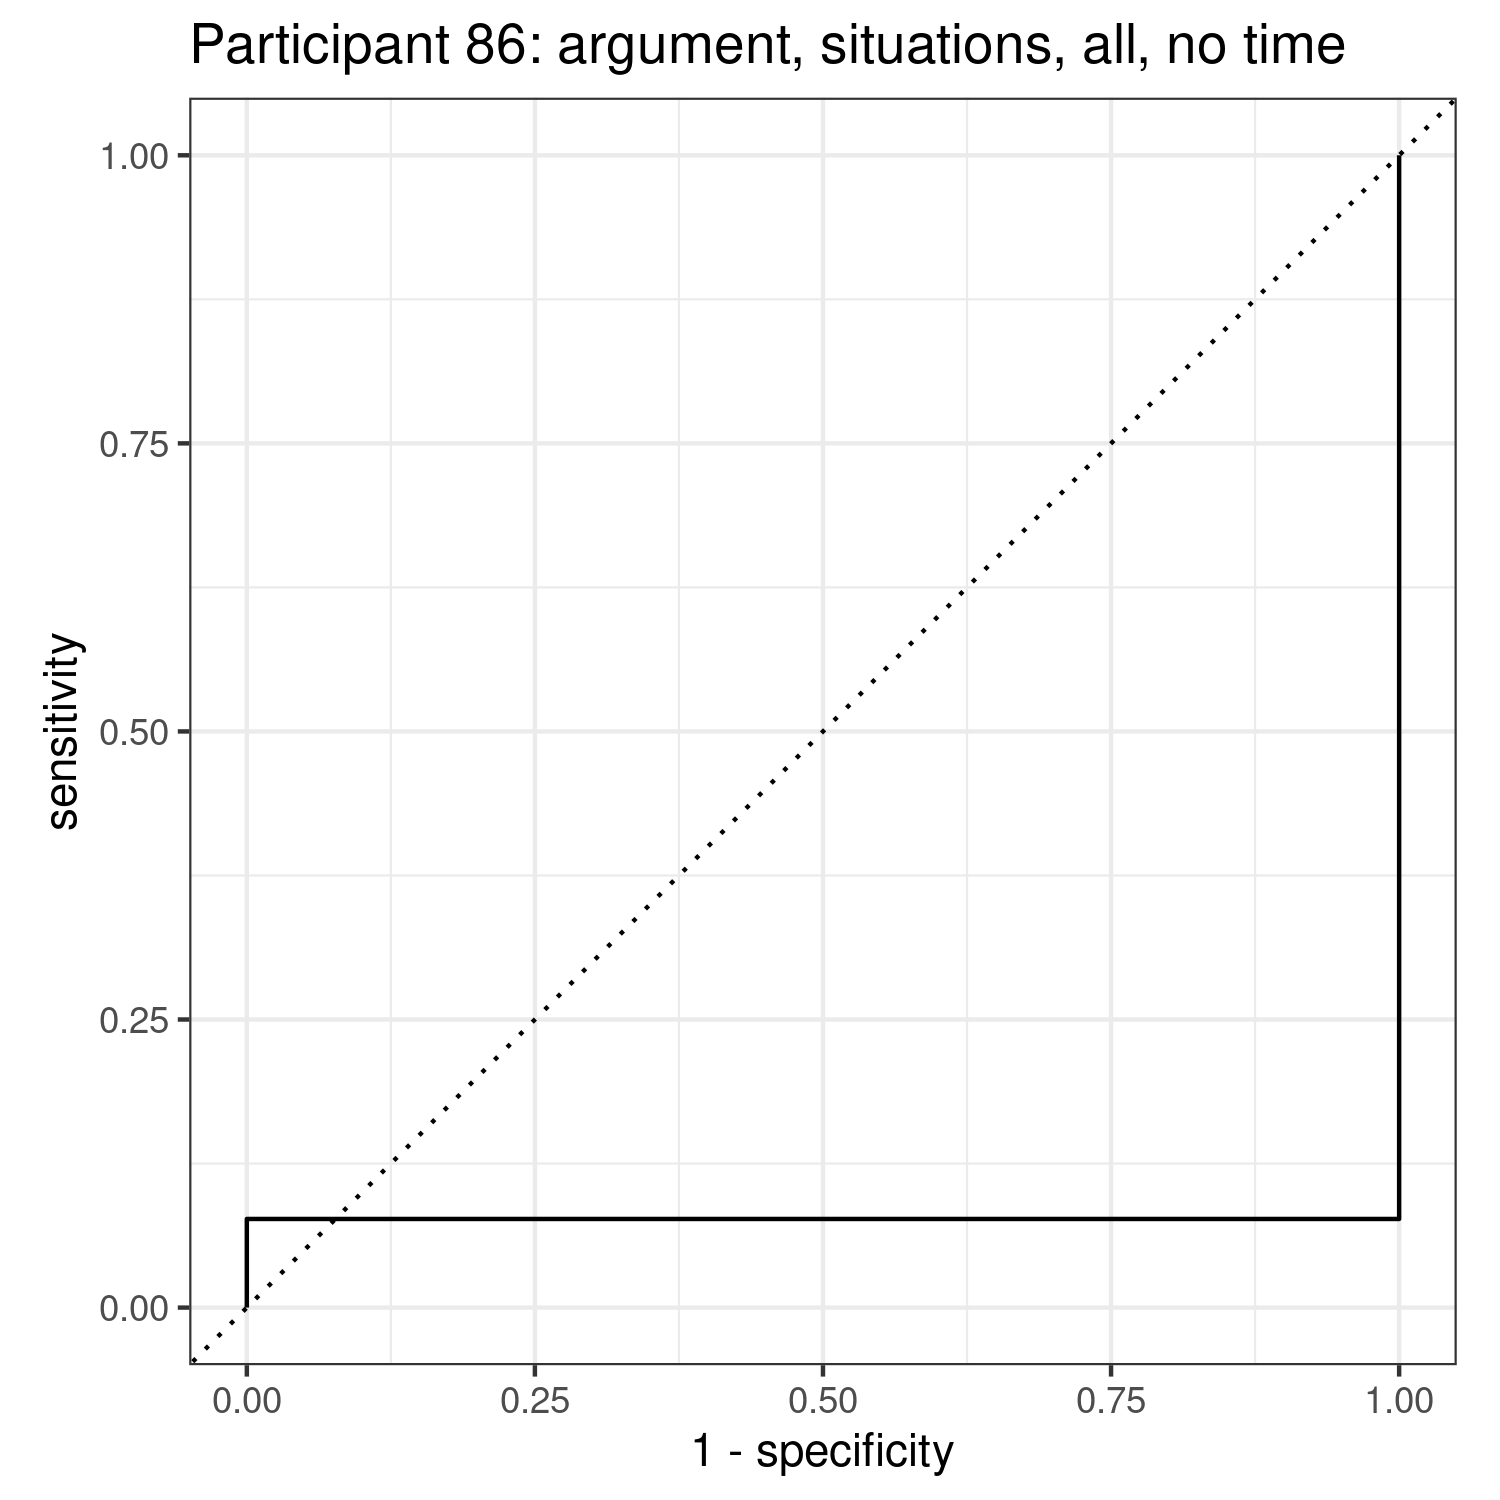 Participant 86: argument, situations, all, no time
1.00
0.75
0.50
0.25
0.00
sensitivity
0.00 0.25 0.50 0.75 1.00
1 - specificity